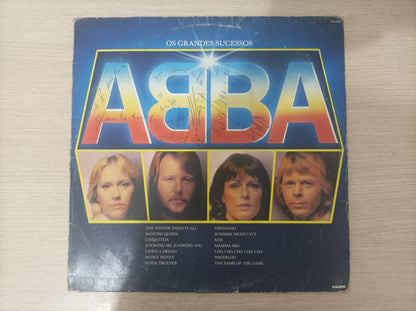 OS GRANDES SUCESSOS
ABBA
THE WINNER TAKES IT ALL
DANCING QUEEN
CHIQUITITA
KNOWING ME, KNOWING YOU
I HAVE A DREAM
HONEY HONEY
SUPER TROUPER
FERNANDO
SUMMER NIGHT CITY
SOS
MAMMA MIA
I DO, I DO, I DO, I DO, I DO
WATERLOO
THE NAME OF THE GAME